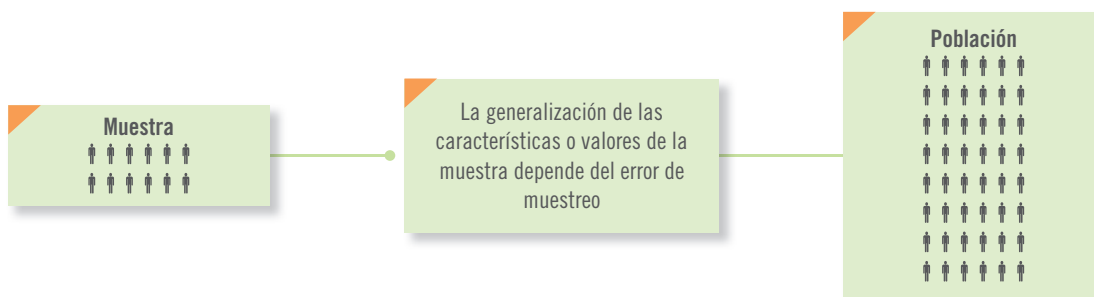 Muestra
La generalización de las
características o valores de la
muestra depende del error de
muestreo
Población